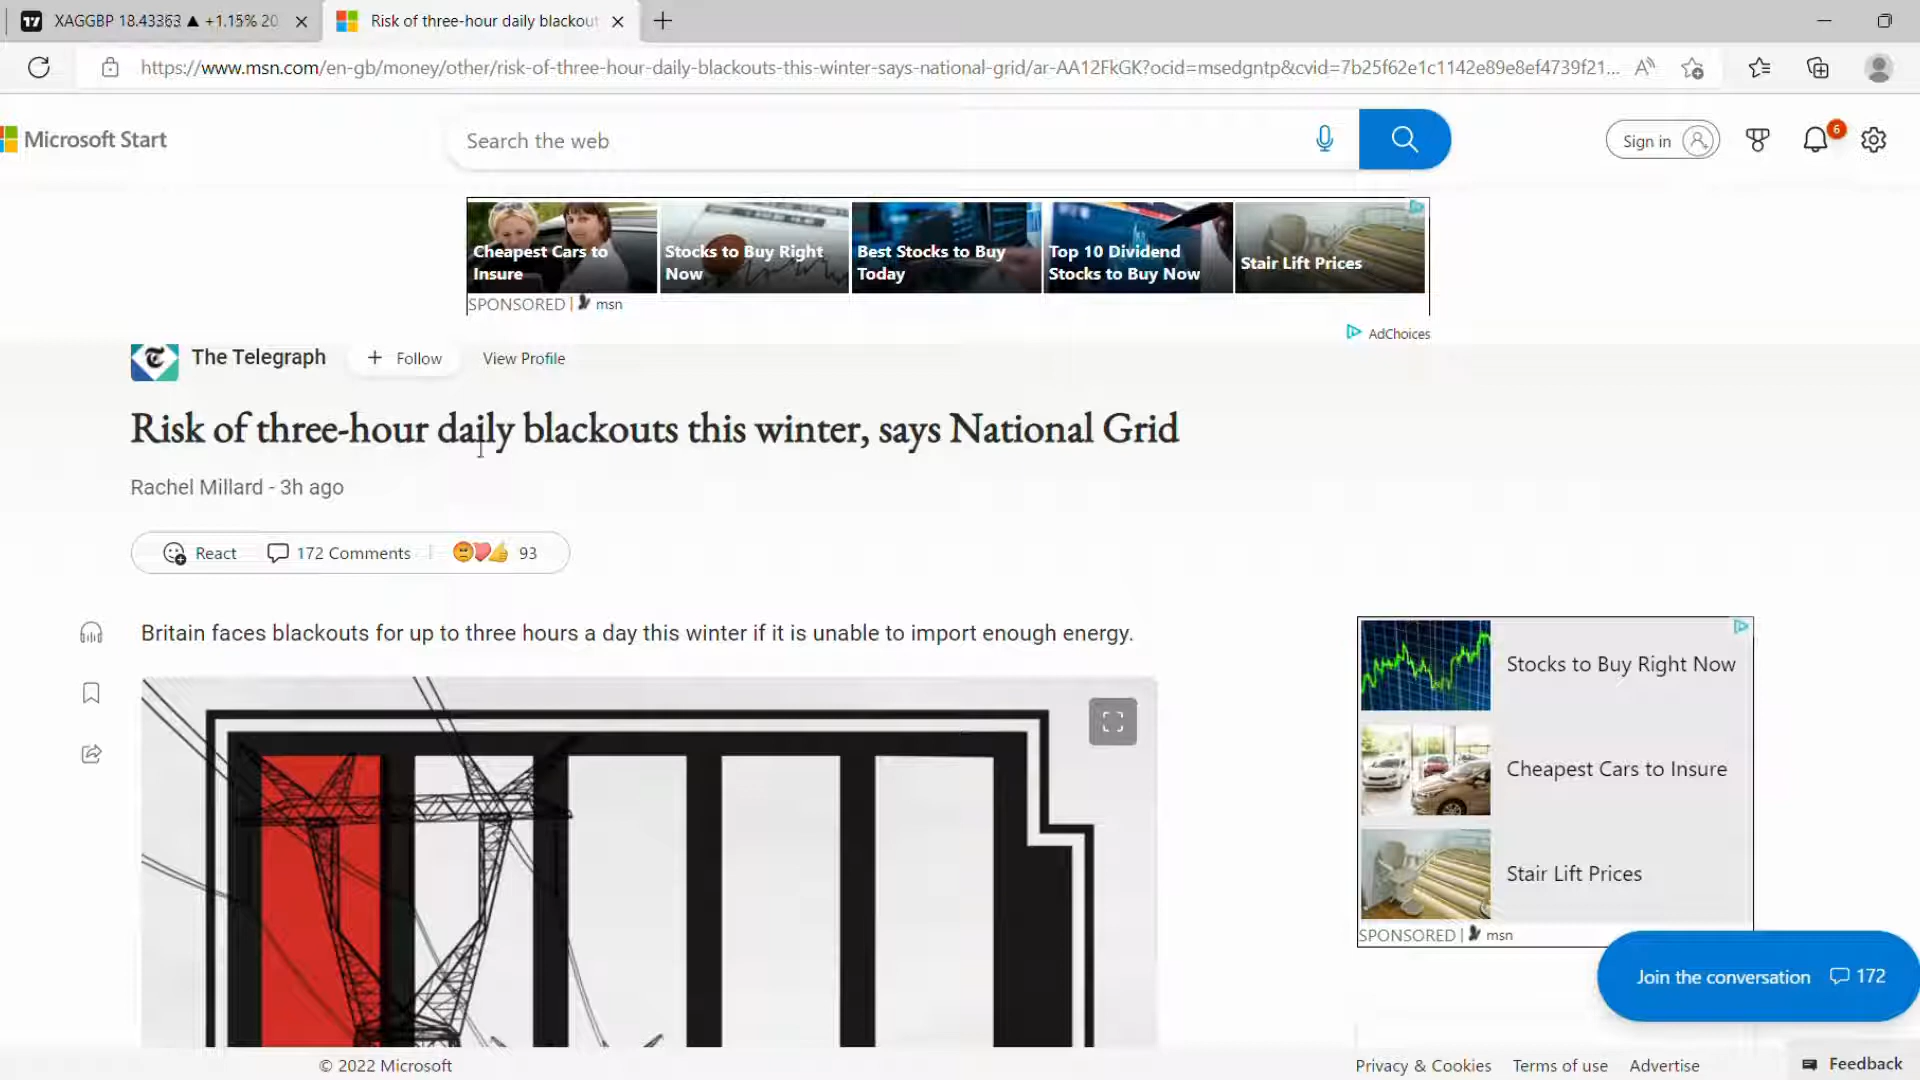 XAGGBP 18.43363 ▲ +1.15% 20
Risk of three-hour daily blackout
https://www.msn.com/en-gb/money/other/risk-of-three-hour-daily-blackouts-this-winter-says-national-grid/ar-AA12FkGK?ocid=msedgntp&cvid=7b25f62e1c1142e89e8ef4739f21...
Microsoft Start
Search the web
Sign in
6
Cheapest Cars to
Insure
Stocks to Buy Right
Now
Best Stocks to Buy
Today
Top 10 Dividend
Stocks to Buy Now
Stair Lift Prices
SPONSORED | msn
AdChoices
The Telegraph
+ Follow
View Profile
Risk of three-hour daily blackouts this winter, says National Grid
Rachel Millard - 3h ago
React
172 Comments
93
Britain faces blackouts for up to three hours a day this winter if it is unable to import enough energy.
Stocks to Buy Right Now
Cheapest Cars to Insure
Stair Lift Prices
SPONSORED | msn
Join the conversation 172
© 2022 Microsoft
Privacy & Cookies
Terms of use
Advertise
Feedback